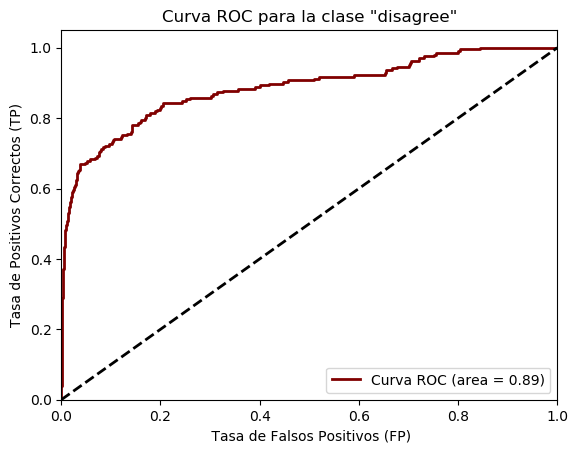 Curva ROC para la clase "disagree"
1.0
0.8
0.6
0.4
0.2
0.0
Tasa de Positivos Correctos (TP)
Curva ROC (area = 0.89)
0.0 0.2 0.4 0.6 0.8 1.0
Tasa de Falsos Positivos (FP)